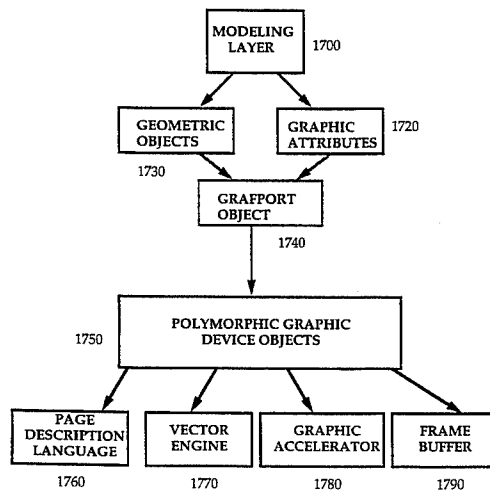 MODELING
LAYER
1700
GEOMETRIC
OBJECTS
GRAPHIC
ATTRIBUTES
1720
1730
GRAFPORT
OBJECT
1740
1750
POLYMORPHIC GRAPHIC
DEVICE OBJECTS
PAGE
DESCRIPTION
LANGUAGE
VECTOR
ENGINE
GRAPHIC
ACCELERATOR
FRAME
BUFFER
1760
1770
1780
1790